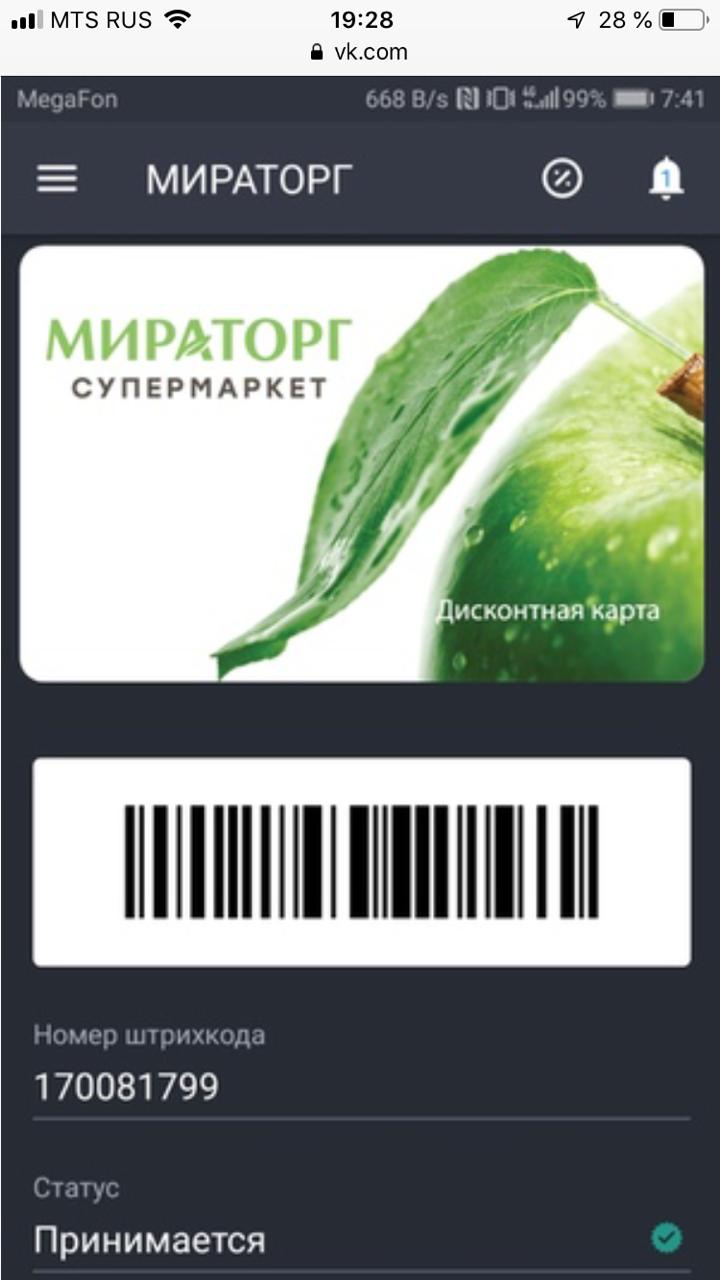 MTS RUS 19:28 28 %
vk.com
MegaFon 668 B/s 4G 99% 7:41
МИРАТОРГ 1
МИРАТОРГ
СУПЕРМАРКЕТ
Дисконтная карта
Номер штрихкода
170081799
Статус
Принимается